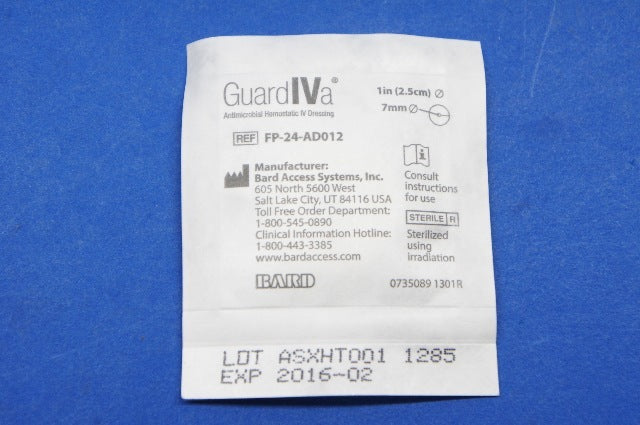 GuardIVa®
Antimicrobial Hemostatic IV Dressing
REF FP-24-AD012
1in (2.5cm) Ø
7mm Ø
Manufacturer:
Bard Access Systems, Inc.
605 North 5600 West
Salt Lake City, UT 84116 USA
Toll Free Order Department:
1-800-545-0890
Clinical Information Hotline:
1-800-443-3385
www.bardaccess.com
BARD
Consult
instructions
for use
STERILE R
Sterilized
using
irradiation
0735089 1301R
LOT ASXHT001 1285
EXP 2016-02